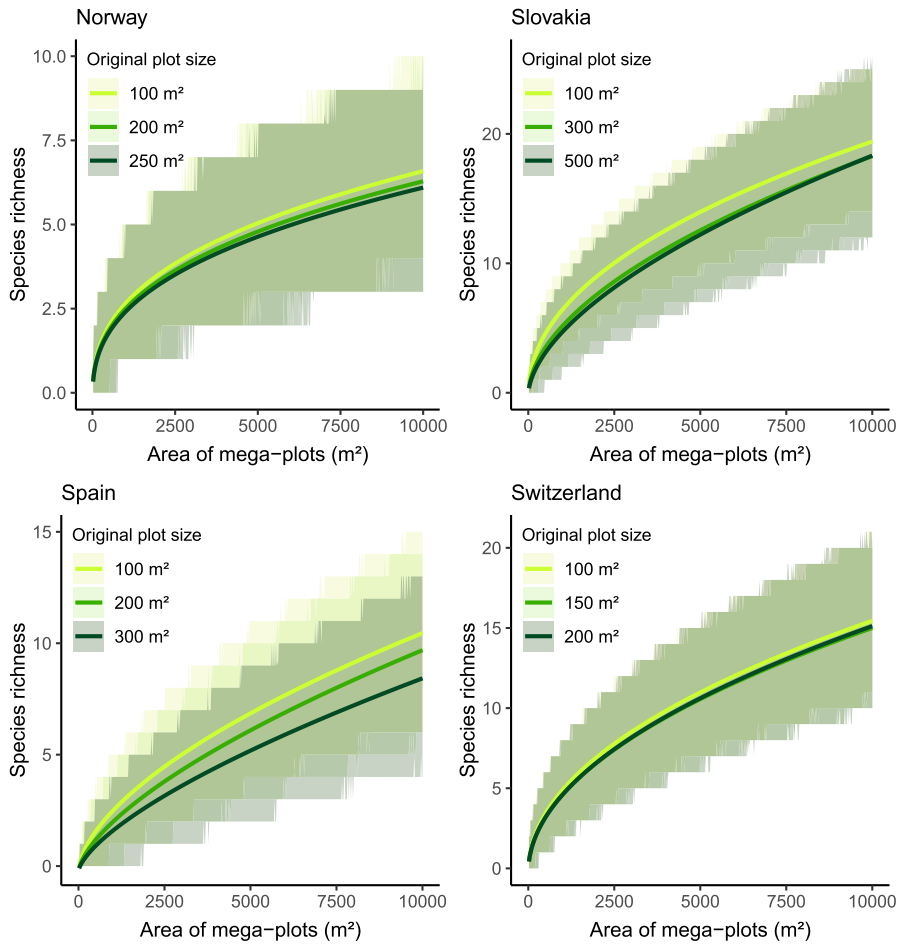 Norway
Original plot size
100 m²
200 m²
250 m²
10.0
7.5
5.0
2.5
0.0
Species richness
0 2500 5000 7500 10000
Area of mega−plots (m²)
Slovakia
Original plot size
100 m²
300 m²
500 m²
20
10
0
Species richness
0 2500 5000 7500 10000
Area of mega−plots (m²)
Spain
Original plot size
100 m²
200 m²
300 m²
15
10
5
0
Species richness
0 2500 5000 7500 10000
Area of mega−plots (m²)
Switzerland
Original plot size
100 m²
150 m²
200 m²
20
15
10
5
0
Species richness
0 2500 5000 7500 10000
Area of mega−plots (m²)